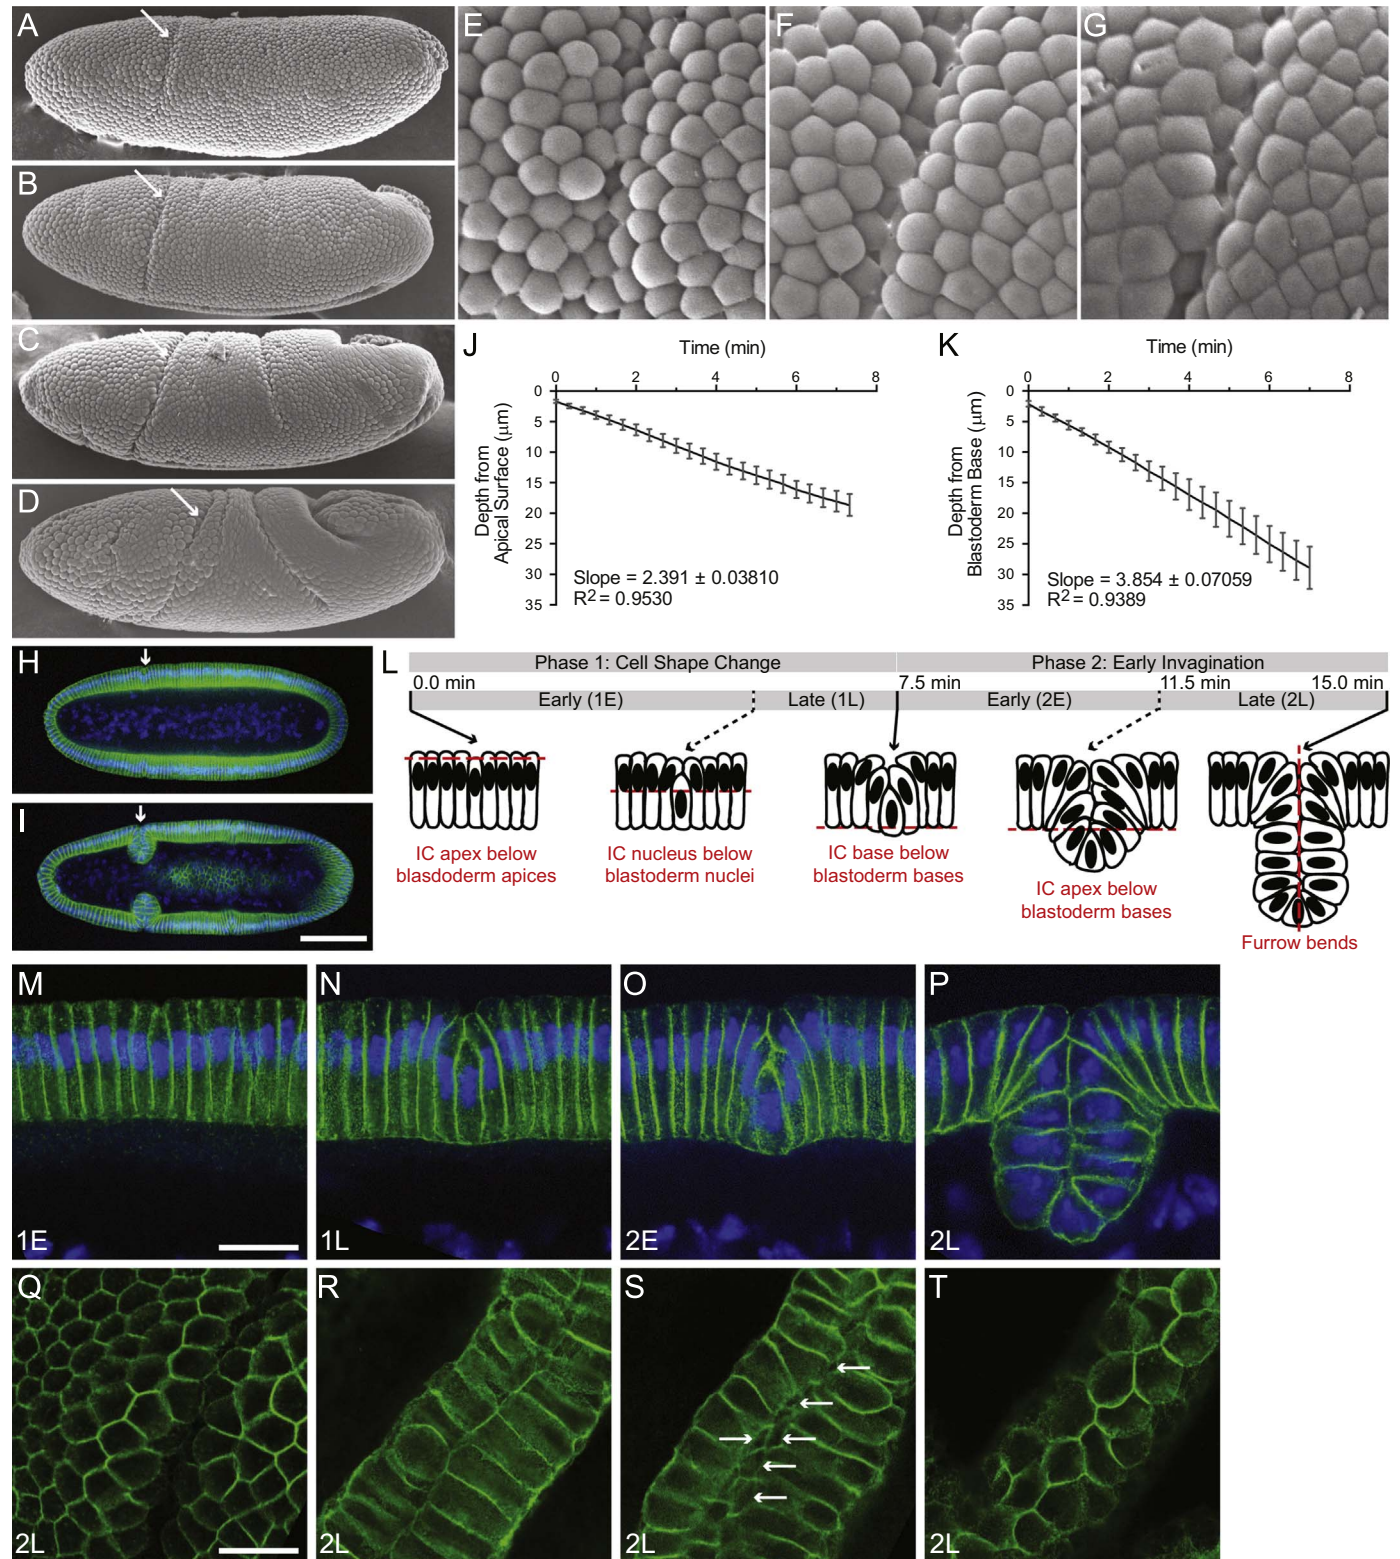 A
B
C
D
E
F
G
J
Time (min)
0 2 4 6 8
0
5
10
15
20
25
30
35
Depth from
Apical Surface (μm)
Slope = 2.391 ± 0.03810
R2 = 0.9530
K
Time (min)
0 2 4 6 8
0
5
10
15
20
25
30
35
Depth from
Blastoderm Base (μm)
Slope = 3.854 ± 0.07059
R2 = 0.9389
H
I
L
Phase 1: Cell Shape Change
Phase 2: Early Invagination
0.0 min
7.5 min
11.5 min
15.0 min
Early (1E)
Late (1L)
Early (2E)
Late (2L)
IC apex below
blasdoderm apices
IC nucleus below
blastoderm nuclei
IC base below
blastoderm bases
IC apex below
blastoderm bases
Furrow bends
M
1E
N
1L
O
2E
P
2L
Q
2L
R
2L
S
2L
T
2L